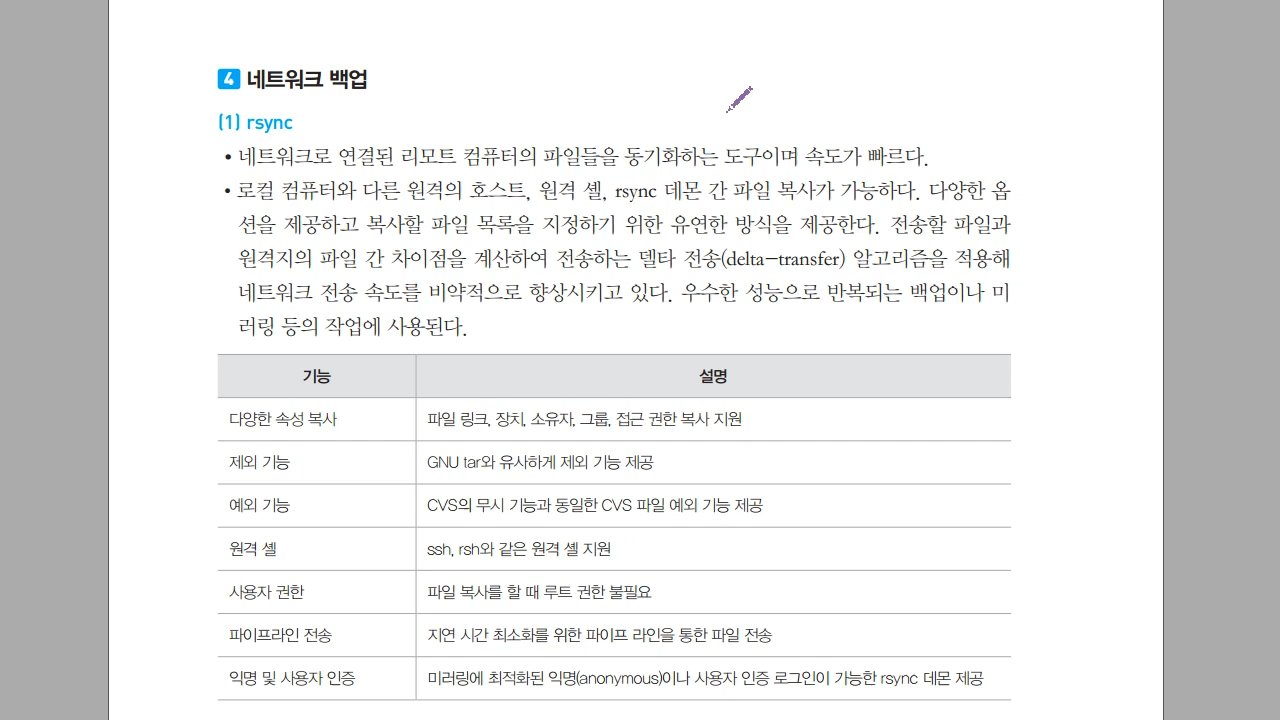 4 네트워크 백업
(1) rsync
• 네트워크로 연결된 리모트 컴퓨터의 파일들을 동기화하는 도구이며 속도가 빠르다.
• 로컬 컴퓨터와 다른 원격의 호스트, 원격 셸, rsync 데몬 간 파일 복사가 가능하다. 다양한 옵
션을 제공하고 복사할 파일 목록을 지정하기 위한 유연한 방식을 제공한다. 전송할 파일과
원격지의 파일 간 차이점을 계산하여 전송하는 델타 전송(delta-transfer) 알고리즘을 적용해
네트워크 전송 속도를 비약적으로 향상시키고 있다. 우수한 성능으로 반복되는 백업이나 미
러링 등의 작업에 사용된다.
기능 설명
다양한 속성 복사 파일 링크, 장치, 소유자, 그룹, 접근 권한 복사 지원
제외 기능 GNU tar와 유사하게 제외 기능 제공
예외 기능 CVS의 무시 기능과 동일한 CVS 파일 예외 기능 제공
원격 셸 ssh, rsh와 같은 원격 셸 지원
사용자 권한 파일 복사를 할 때 루트 권한 불필요
파이프라인 전송 지연 시간 최소화를 위한 파이프 라인을 통한 파일 전송
익명 및 사용자 인증 미러링에 최적화된 익명(anonymous)이나 사용자 인증 로그인이 가능한 rsync 데몬 제공